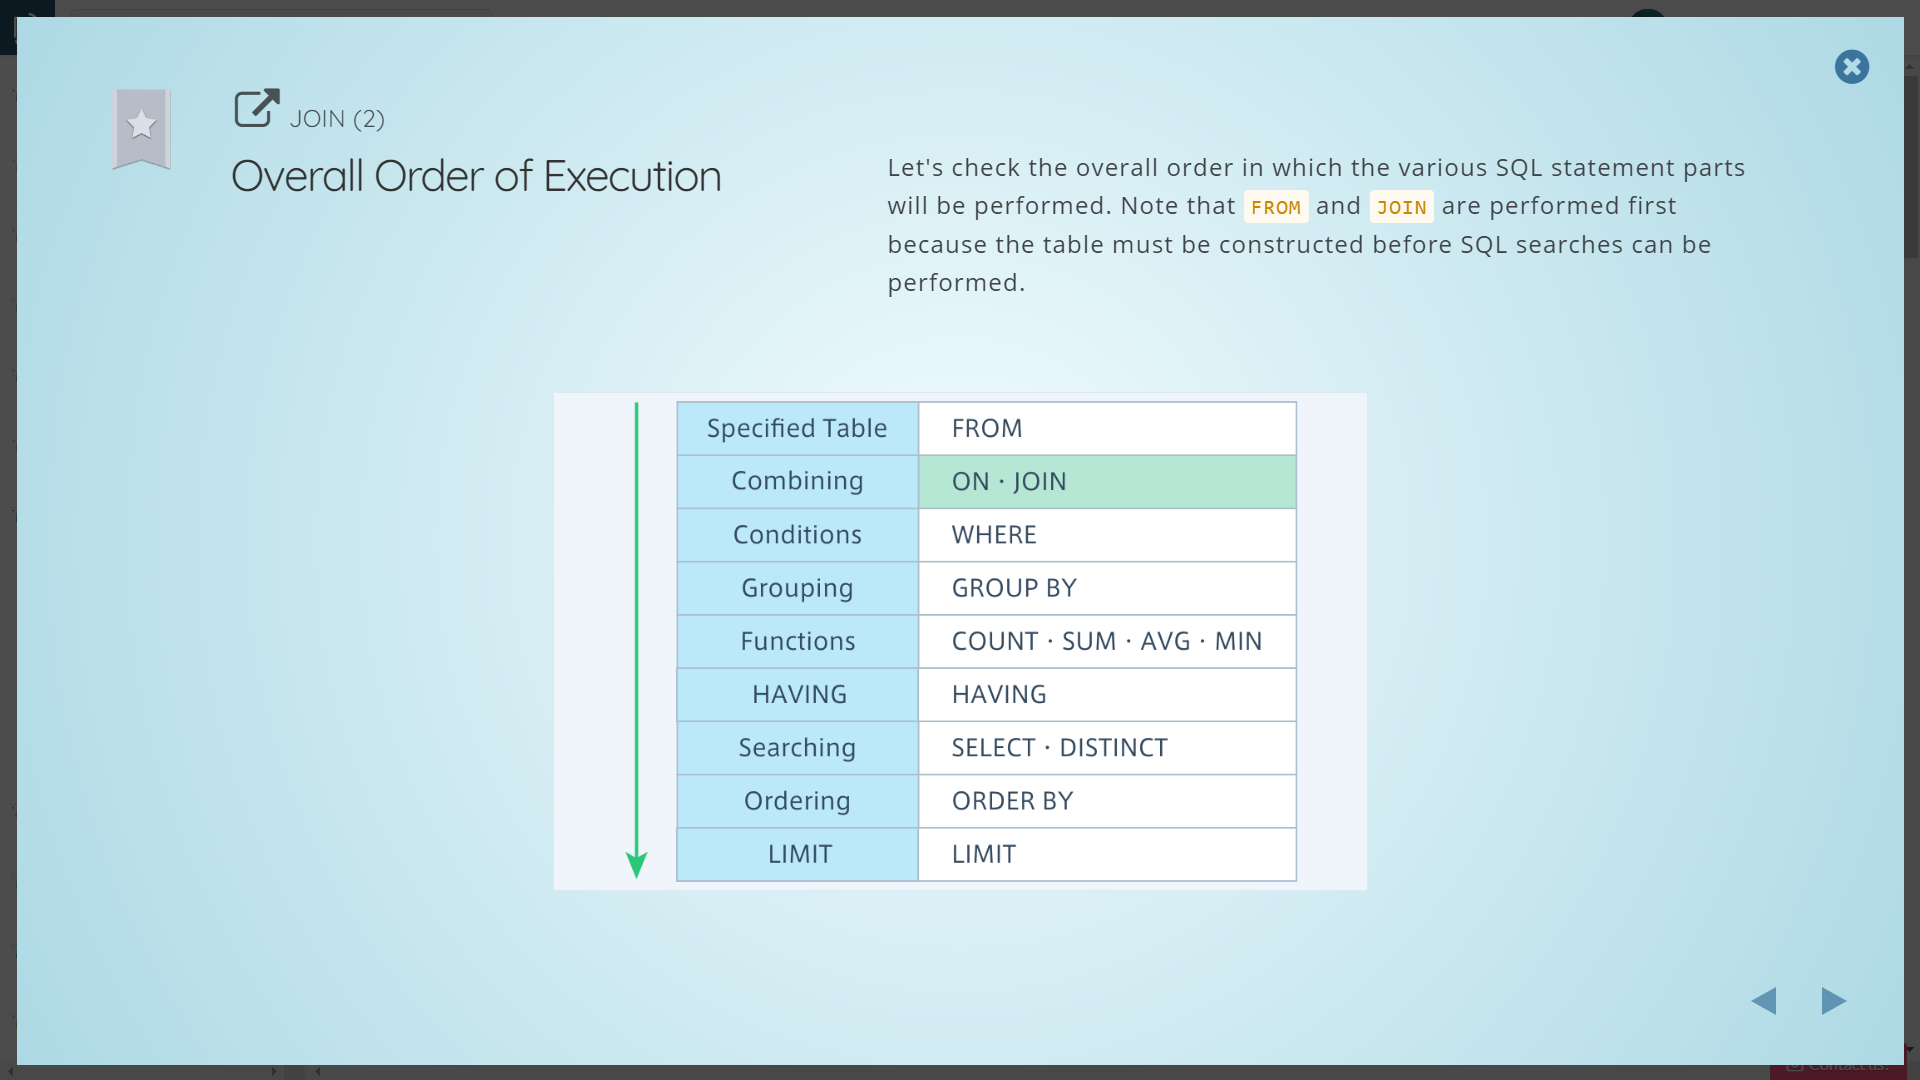 JOIN (2)
Overall Order of Execution
Let's check the overall order in which the various SQL statement parts
will be performed. Note that FROM and JOIN are performed first
because the table must be constructed before SQL searches can be
performed.
Specified Table FROM
Combining ON · JOIN
Conditions WHERE
Grouping GROUP BY
Functions COUNT · SUM · AVG · MIN
HAVING HAVING
Searching SELECT · DISTINCT
Ordering ORDER BY
LIMIT LIMIT
Contact us!